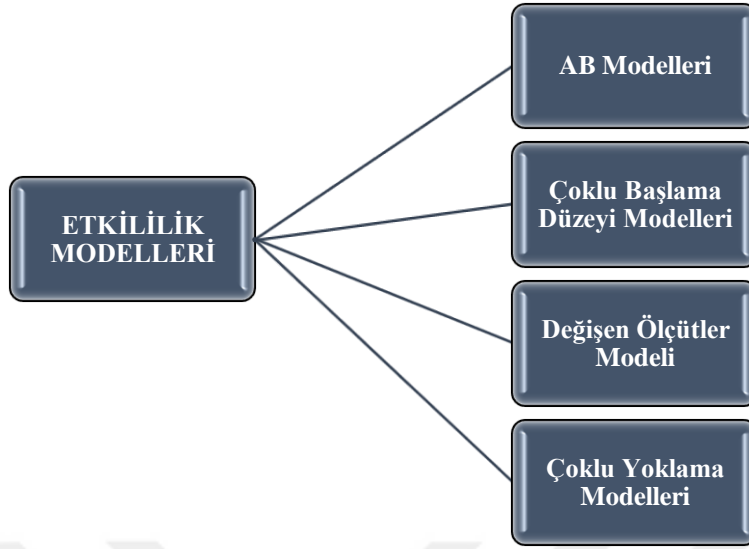 ETKİLİLİK
MODELLERİ
AB Modelleri
Çoklu Başlama
Düzeyi Modelleri
Değişen Ölçütler
Modeli
Çoklu Yoklama
Modelleri